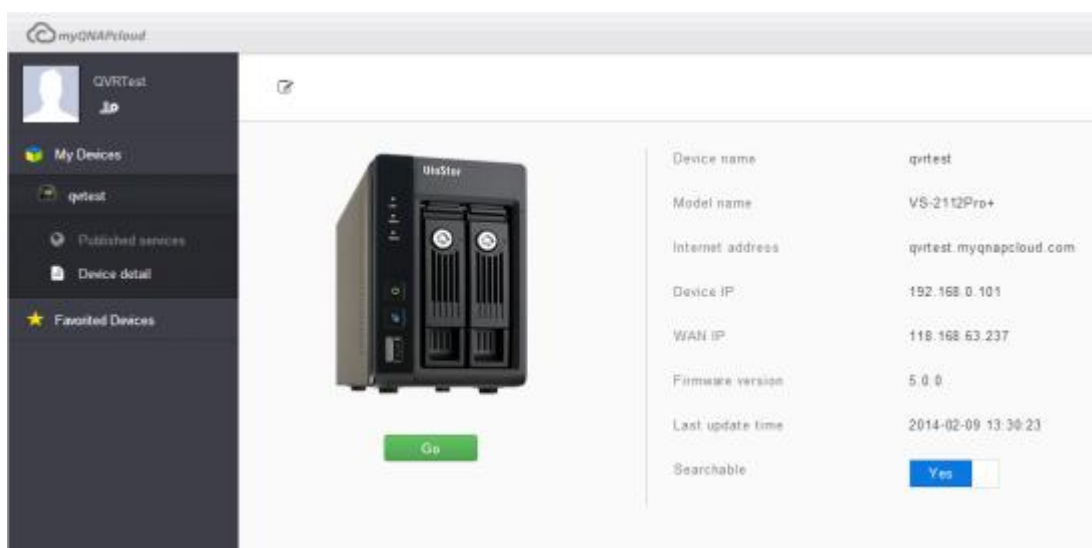 myQNAPcloud
QVRTest
My Devices
qvrtest
Published services
Device detail
Favorited Devices
VioStor
Go
Device name qvrtest
Model name VS-2112Pro+
Internet address qvrtest.myqnapcloud.com
Device IP 192.168.0.101
WAN IP 118.168.63.237
Firmware version 5.0.0
Last update time 2014-02-09 13:30:23
Searchable Yes